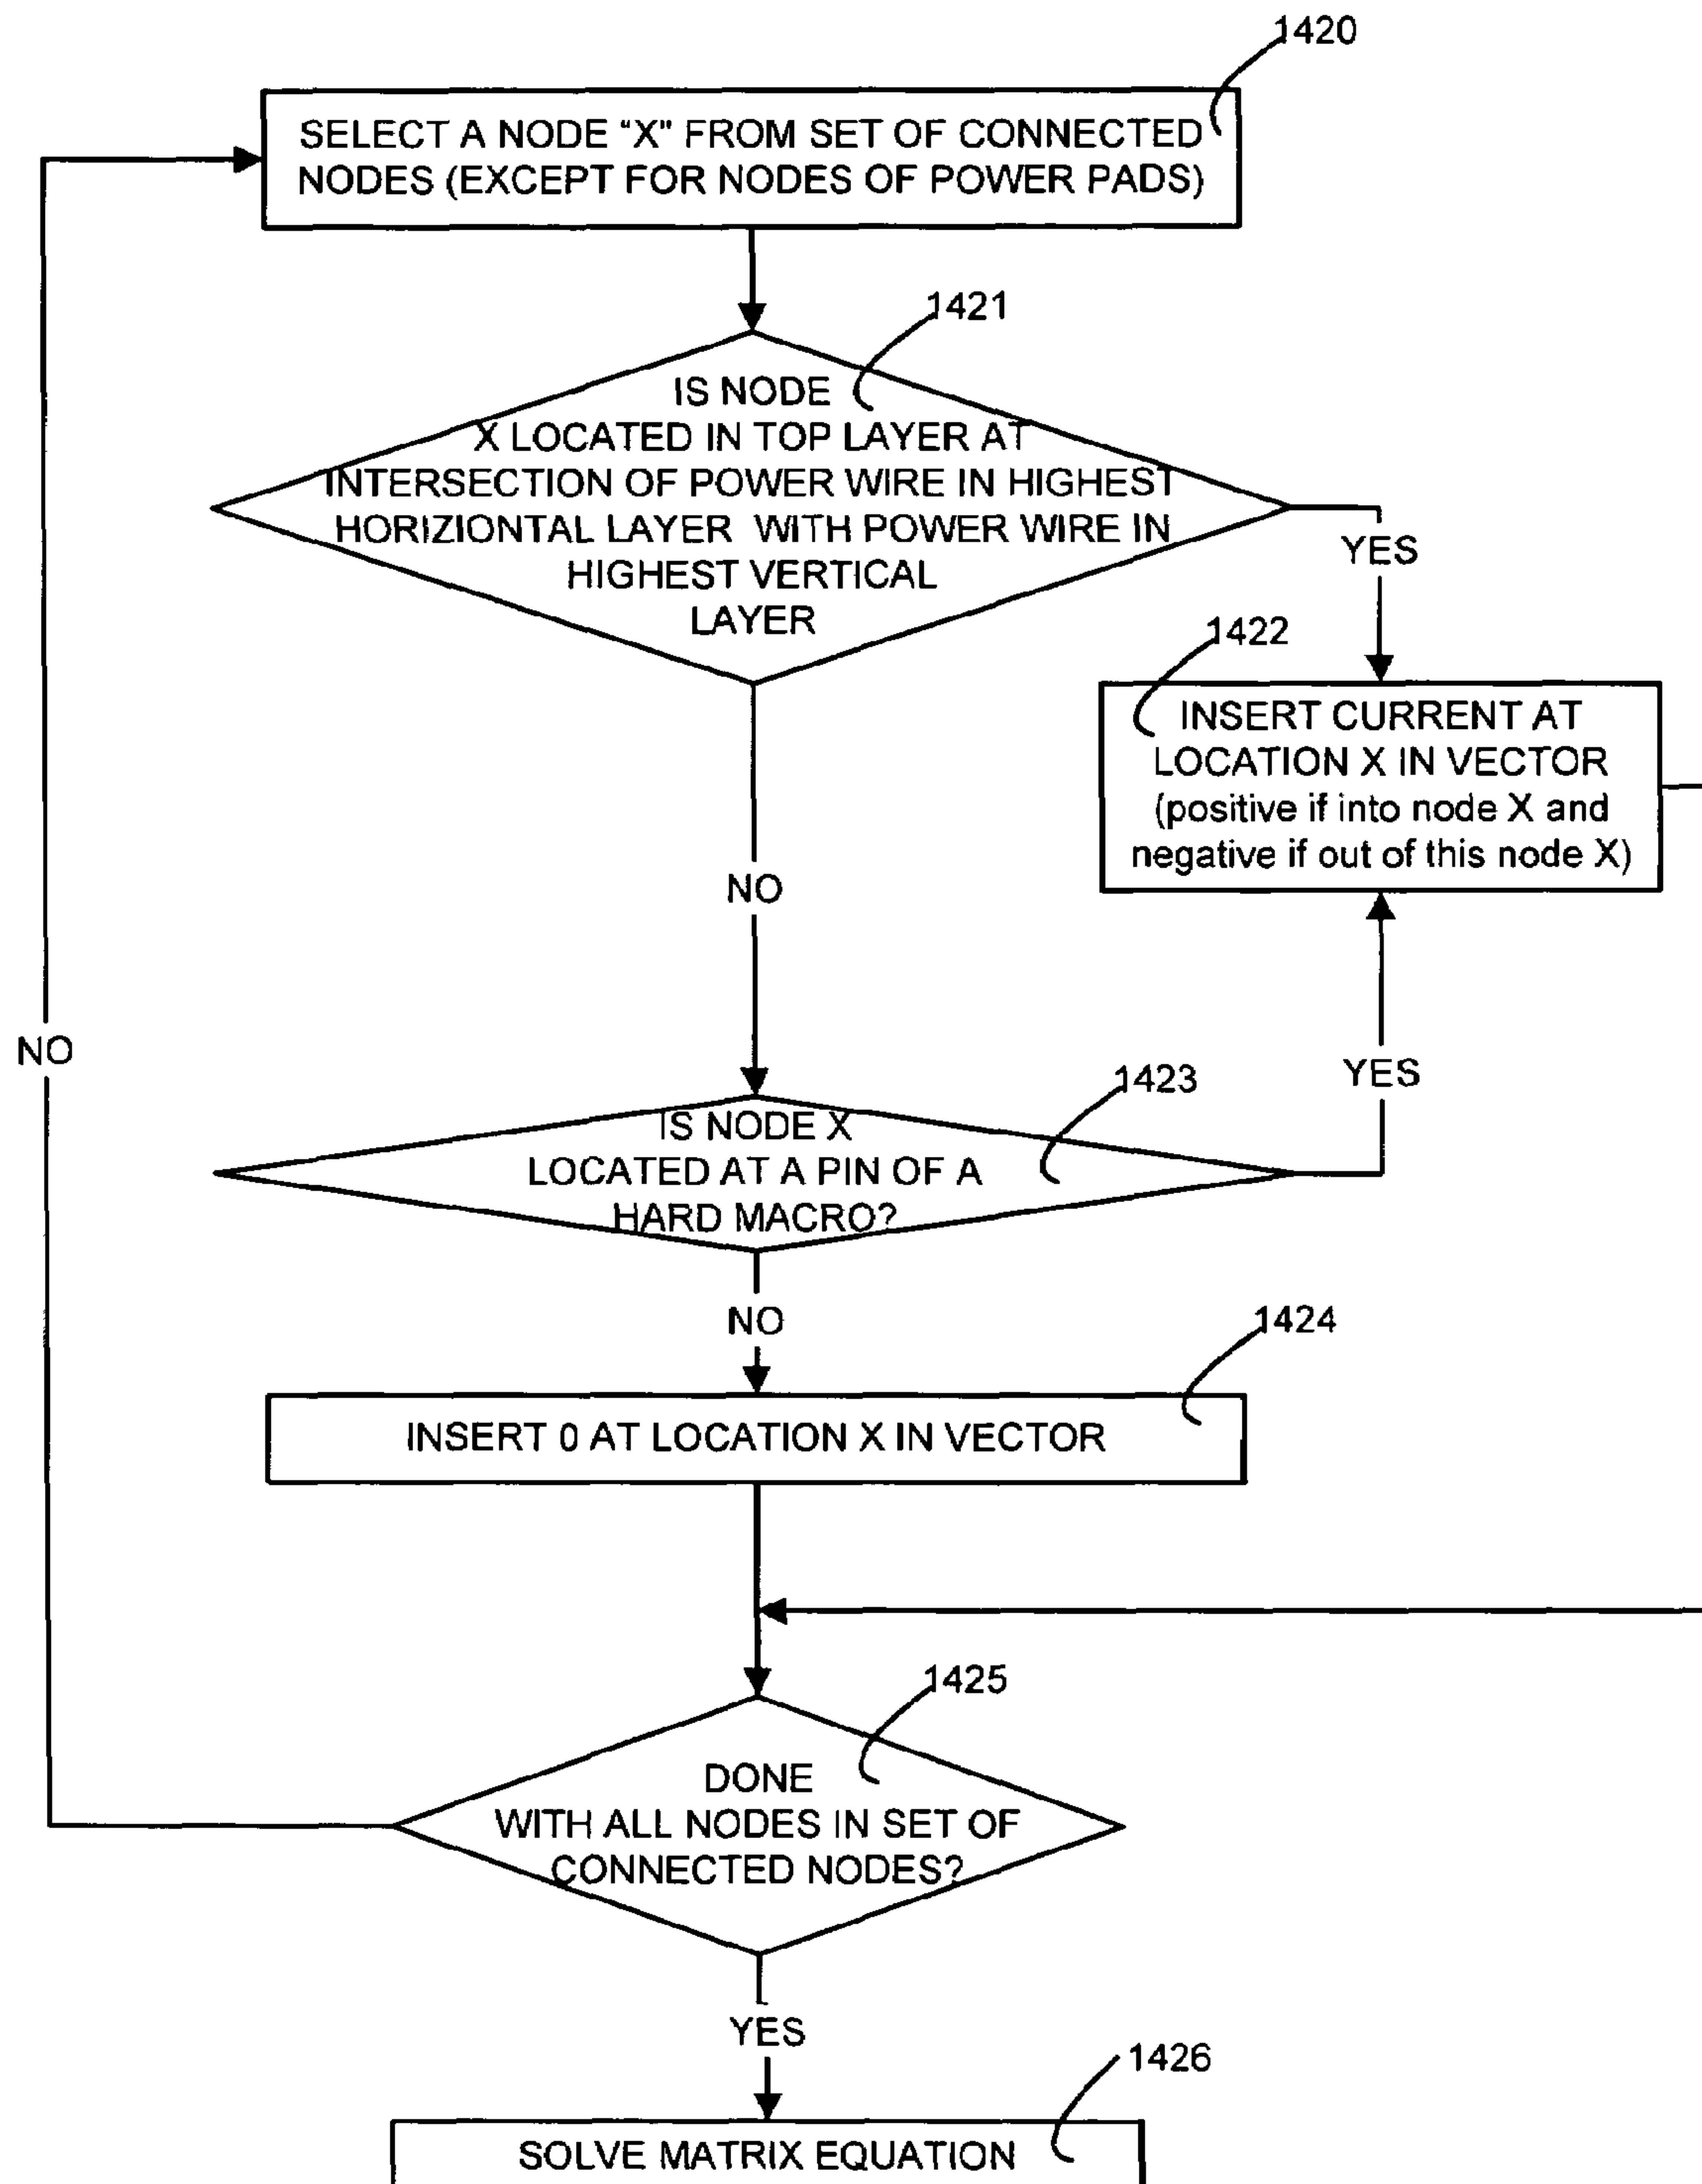 1420
SELECT A NODE “X” FROM SET OF CONNECTED
NODES (EXCEPT FOR NODES OF POWER PADS)
1421
IS NODE
X LOCATED IN TOP LAYER AT
INTERSECTION OF POWER WIRE IN HIGHEST
HORIZIONTAL LAYER WITH POWER WIRE IN
HIGHEST VERTICAL
LAYER
YES
1422
INSERT CURRENT AT
LOCATION X IN VECTOR
(positive if into node X and
negative if out of this node X)
NO
NO
YES
1423
IS NODE X
LOCATED AT A PIN OF A
HARD MACRO?
NO
1424
INSERT 0 AT LOCATION X IN VECTOR
1425
DONE
WITH ALL NODES IN SET OF
CONNECTED NODES?
YES
1426
SOLVE MATRIX EQUATION